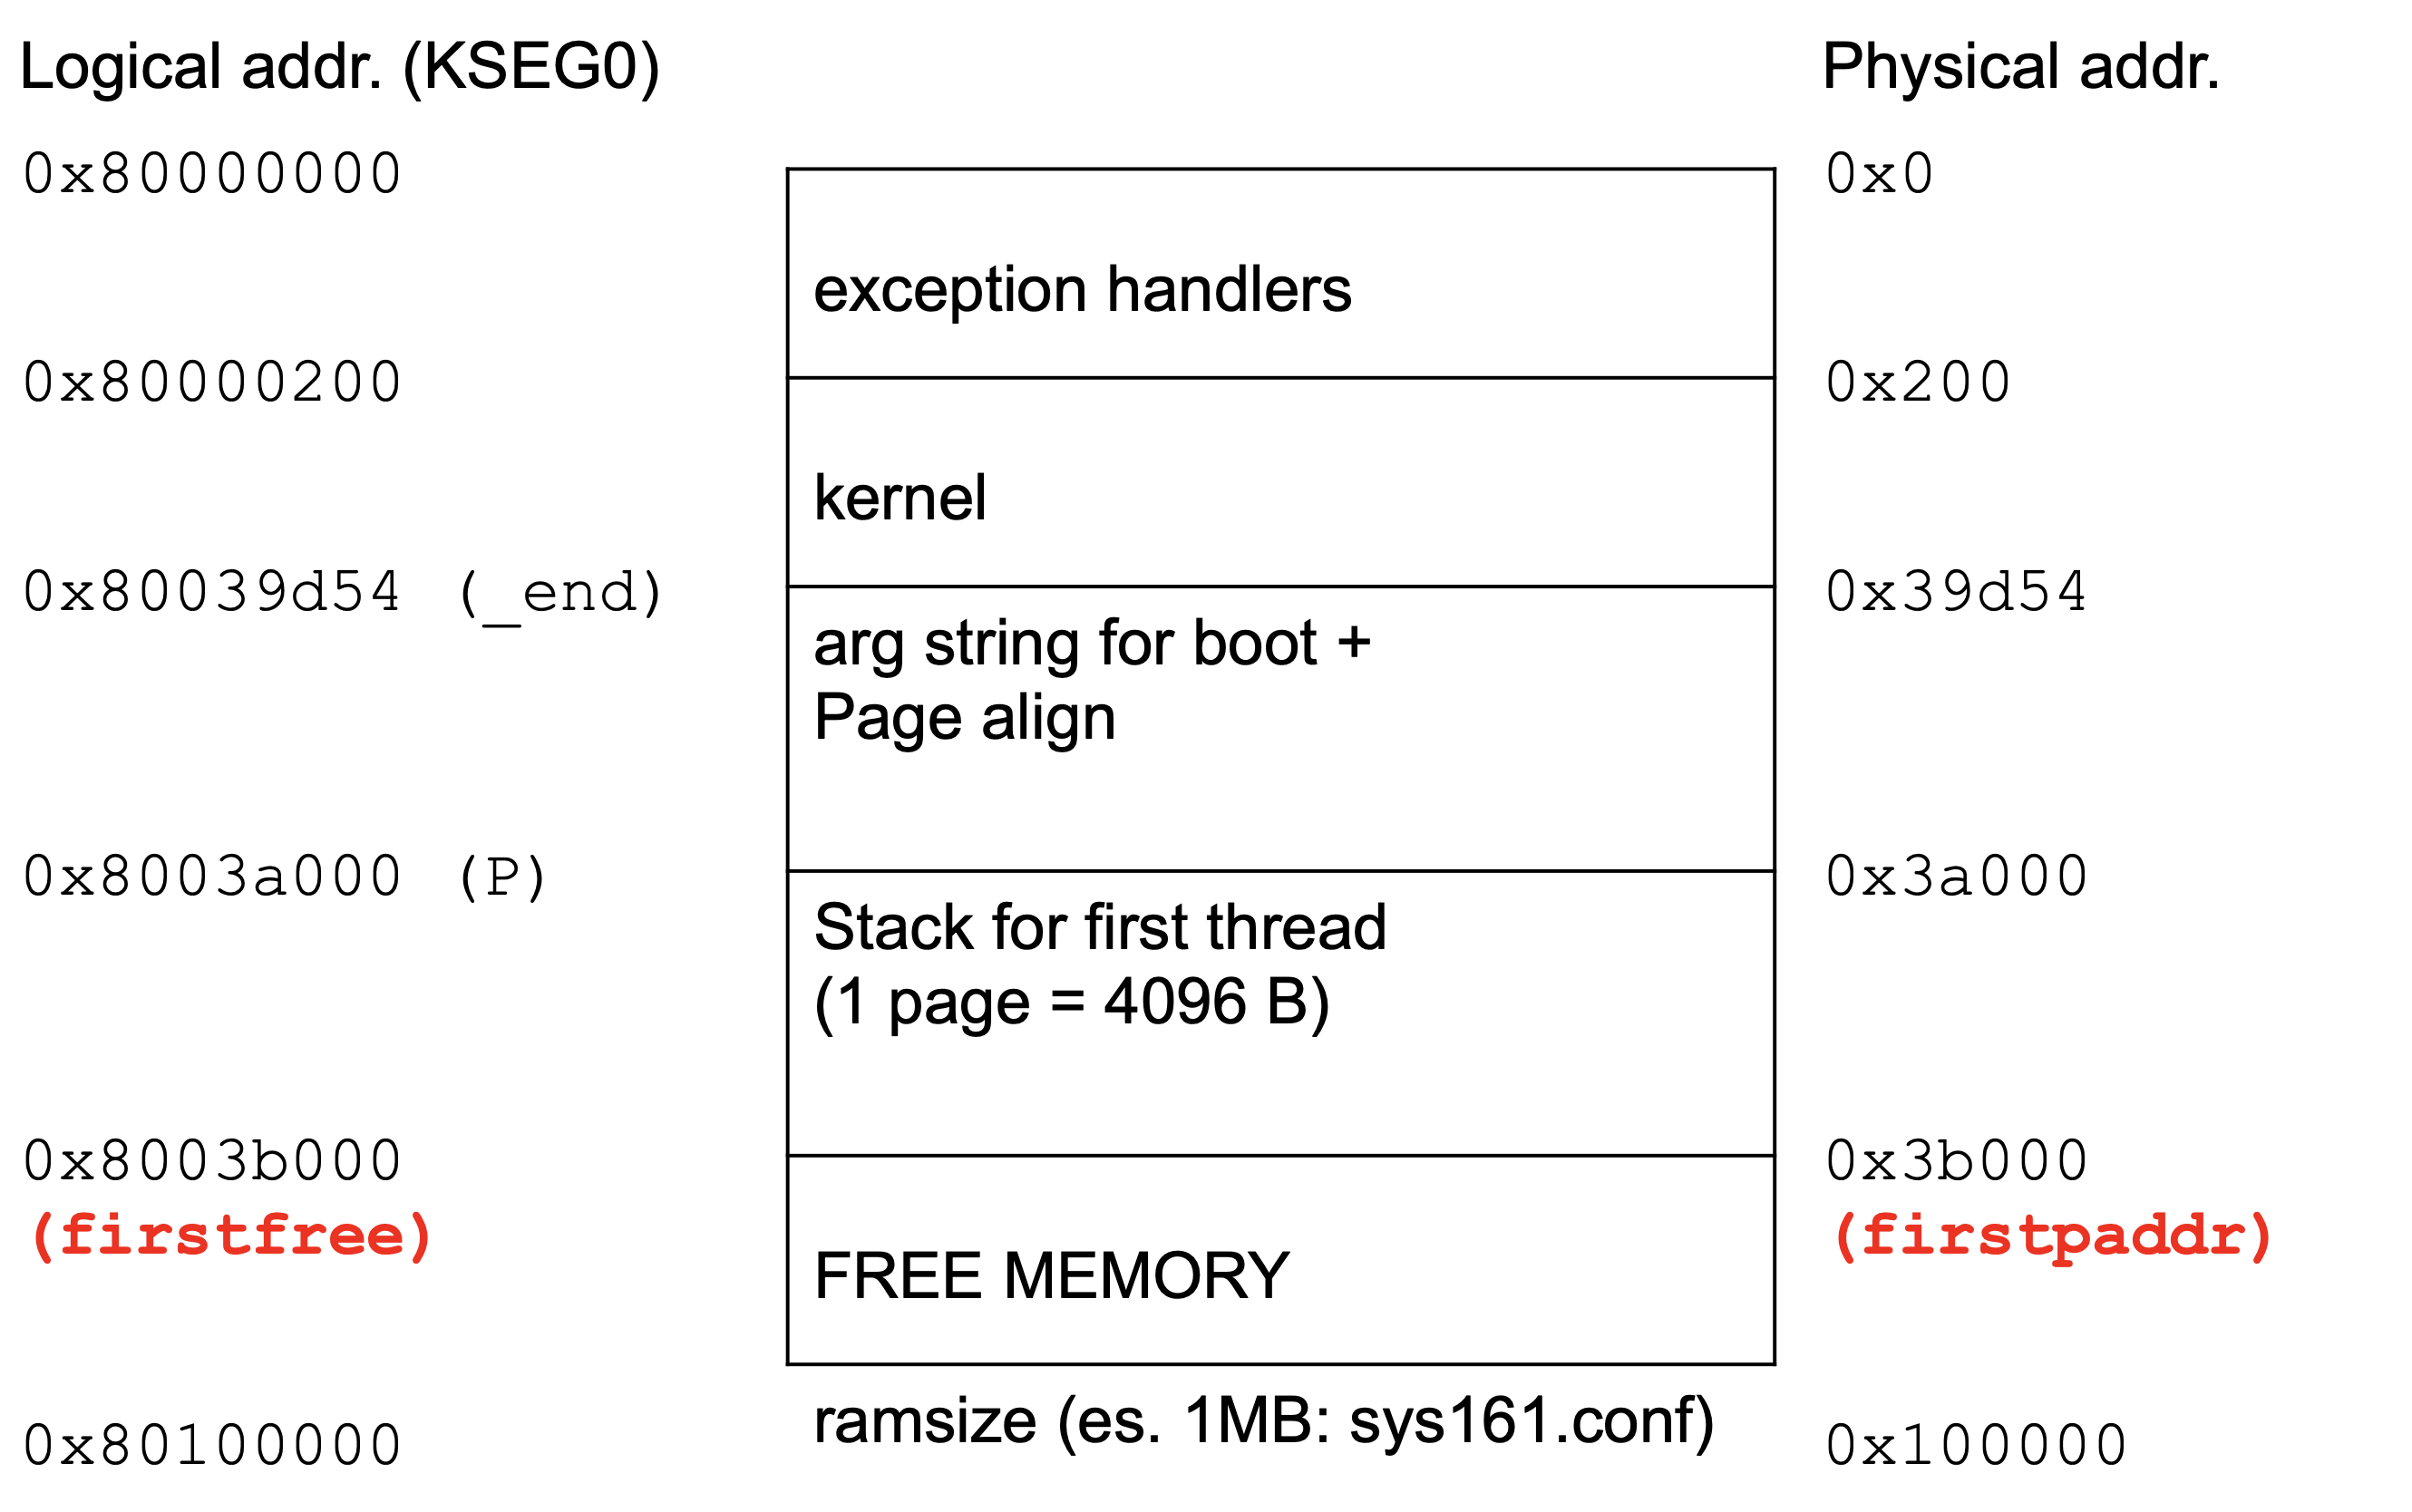 Logical addr. (KSEG0)
Physical addr.
0x80000000
0x0
exception handlers
0x80000200
0x200
kernel
0x80039d54 (_end)
0x39d54
arg string for boot +
Page align
0x8003a000 (P)
0x3a000
Stack for first thread
(1 page = 4096 B)
0x8003b000
(firstfree)
0x3b000
(firstpaddr)
FREE MEMORY
ramsize (es. 1MB: sys161.conf)
0x80100000
0x100000